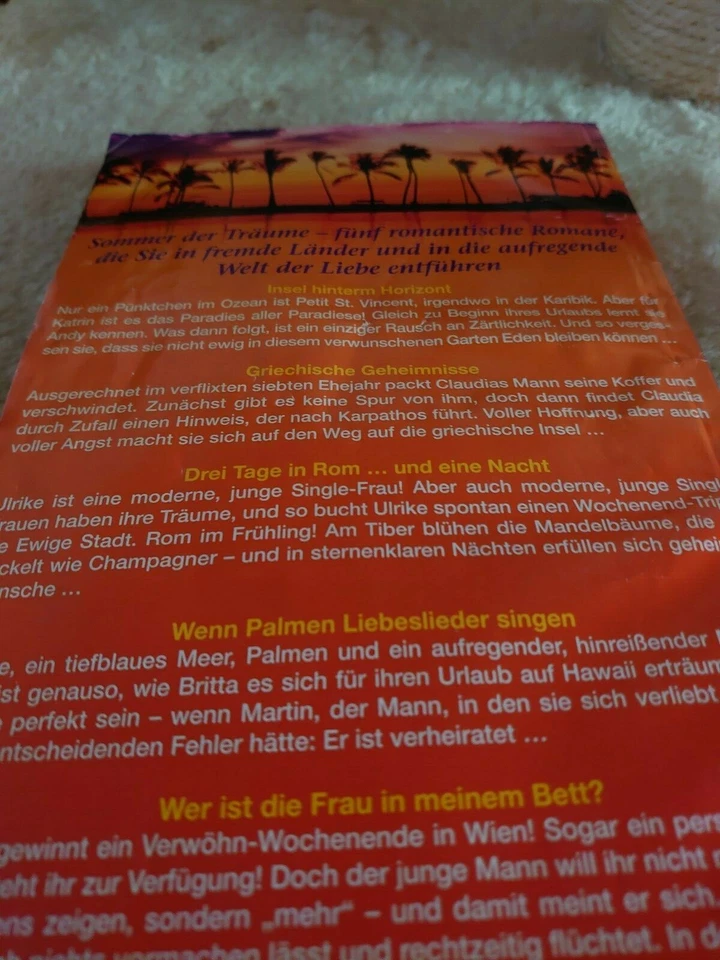 Sommer der Träume – fünf romantische Romane,
die Sie in fremde Länder und in die aufregende
Welt der Liebe entführen
Insel hinterm Horizont
Nur ein Pünktchen im Ozean ist Petit St. Vincent, irgendwo in der Karibik. Aber für
Katrin ist es das Paradies aller Paradiese! Gleich zu Beginn ihres Urlaubs lernt sie
Andy kennen. Was dann folgt, ist ein einziger Rausch an Zärtlichkeit. Und so verges-
sen sie, dass sie nicht ewig in diesem verwunschenen Garten Eden bleiben können ...
Griechische Geheimnisse
Ausgerechnet im verflixten siebten Ehejahr packt Claudias Mann seine Koffer und
verschwindet. Zunächst gibt es keine Spur von ihm, doch dann findet Claudia
durch Zufall einen Hinweis, der nach Karpathos führt. Voller Hoffnung, aber auch
voller Angst macht sie sich auf den Weg auf die griechische Insel ...
Drei Tage in Rom ... und eine Nacht
Ulrike ist eine moderne, junge Single-Frau! Aber auch moderne, junge Singl
rauen haben ihre Träume, und so bucht Ulrike spontan einen Wochenend-Tri
e Ewige Stadt. Rom im Frühling! Am Tiber blühen die Mandelbäume, die
ckelt wie Champagner – und in sternenklaren Nächten erfüllen sich gehei
nsche ...
Wenn Palmen Liebeslieder singen
e, ein tiefblaues Meer, Palmen und ein aufregender, hinreißender
ist genauso, wie Britta es sich für ihren Urlaub auf Hawaii erträum
e perfekt sein – wenn Martin, der Mann, in den sie sich verliebt
ntscheidenden Fehler hätte: Er ist verheiratet ...
Wer ist die Frau in meinem Bett?
gewinnt ein Verwöhn-Wochenende in Wien! Sogar ein pers
eht ihr zur Verfügung! Doch der junge Mann will ihr nicht
ens zeigen, sondern „mehr“ – und damit meint er sich.
nichts vormachen lässt und rechtzeitig flüchtet. In d